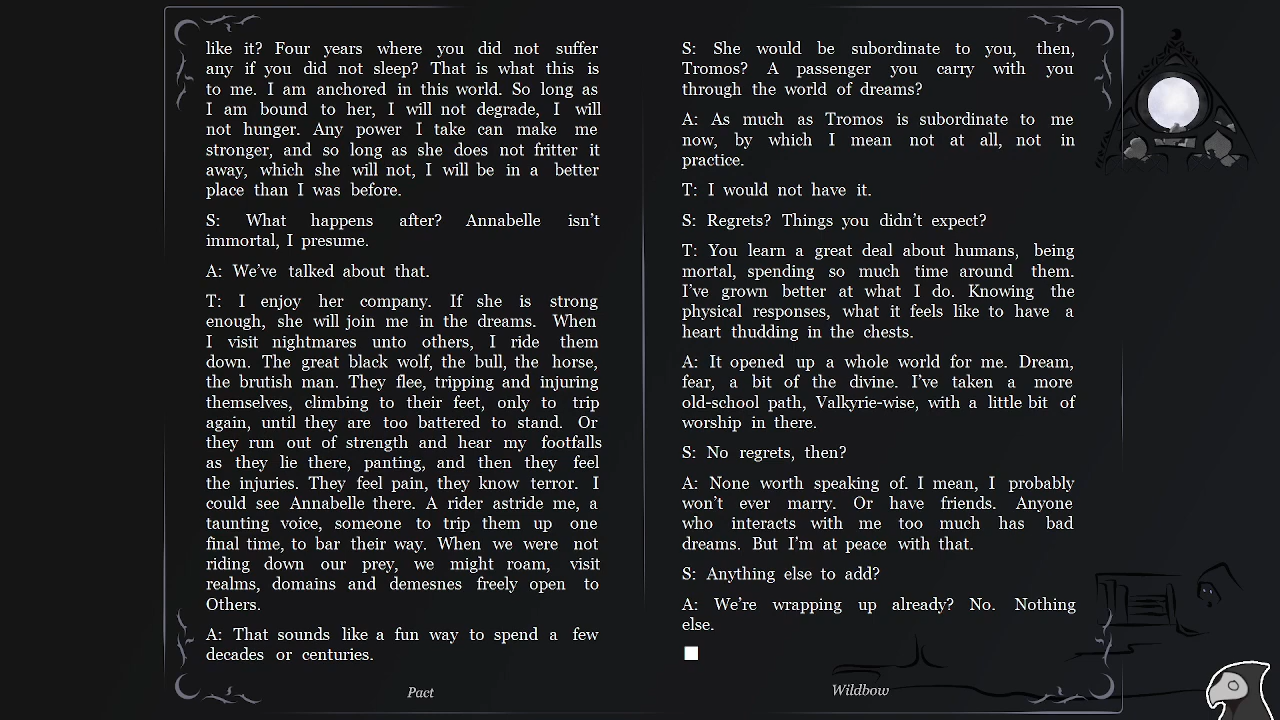 like it? Four years where you did not suffer
any if you did not sleep? That is what this is
to me. I am anchored in this world. So long as
I am bound to her, I will not degrade, I will
not hunger. Any power I take can make me
stronger, and so long as she does not fritter it
away, which she will not, I will be in a better
place than I was before.
S: What happens after? Annabelle isn’t
immortal, I presume.
A: We’ve talked about that.
T: I enjoy her company. If she is strong
enough, she will join me in the dreams. When
I visit nightmares unto others, I ride them
down. The great black wolf, the bull, the horse,
the brutish man. They flee, tripping and injuring
themselves, climbing to their feet, only to trip
again, until they are too battered to stand. Or
they run out of strength and hear my footfalls
as they lie there, panting, and then they feel
the injuries. They feel pain, they know terror. I
could see Annabelle there. A rider astride me, a
taunting voice, someone to trip them up one
final time, to bar their way. When we were not
riding down our prey, we might roam, visit
realms, domains and demesnes freely open to
Others.
A: That sounds like a fun way to spend a few
decades or centuries.
Pact
S: She would be subordinate to you, then,
Tromos? A passenger you carry with you
through the world of dreams?
A: As much as Tromos is subordinate to me
now, by which I mean not at all, not in
practice.
T: I would not have it.
S: Regrets? Things you didn’t expect?
T: You learn a great deal about humans, being
mortal, spending so much time around them.
I’ve grown better at what I do. Knowing the
physical responses, what it feels like to have a
heart thudding in the chests.
A: It opened up a whole world for me. Dream,
fear, a bit of the divine. I’ve taken a more
old-school path, Valkyrie-wise, with a little bit of
worship in there.
S: No regrets, then?
A: None worth speaking of. I mean, I probably
won’t ever marry. Or have friends. Anyone
who interacts with me too much has bad
dreams. But I’m at peace with that.
S: Anything else to add?
A: We’re wrapping up already? No. Nothing
else.
Wildbow